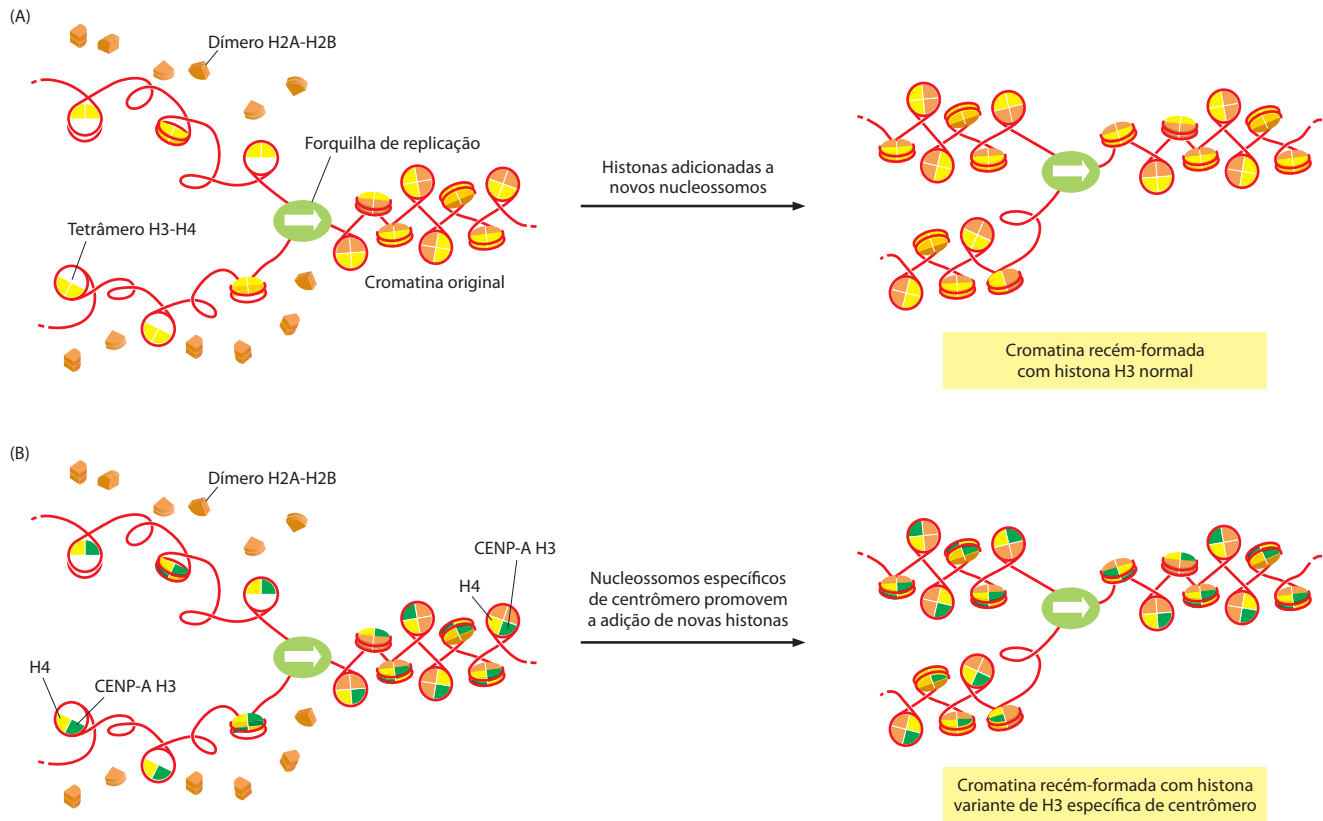 (A)
Dímero H2A-H2B
Forquilha de replicação
Tetrâmero H3-H4
Cromatina original
Histonas adicionadas a
novos nucleossomos
Cromatina recém-formada
com histona H3 normal
(B)
Dímero H2A-H2B
CENP-A H3
H4
H4
CENP-A H3
Nucleossomos específicos
de centrômero promovem
a adição de novas histonas
Cromatina recém-formada com histona
variante de H3 específica de centrômero